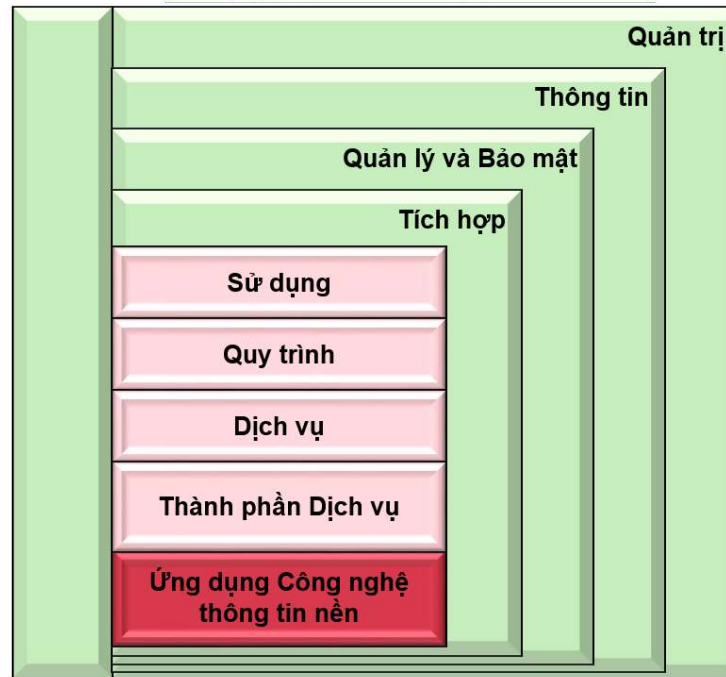 Quản trị
Thông tin
Quản lý và Bảo mật
Tích hợp
Sử dụng
Quy trình
Dịch vụ
Thành phần Dịch vụ
Ứng dụng Công nghệ
thông tin nền